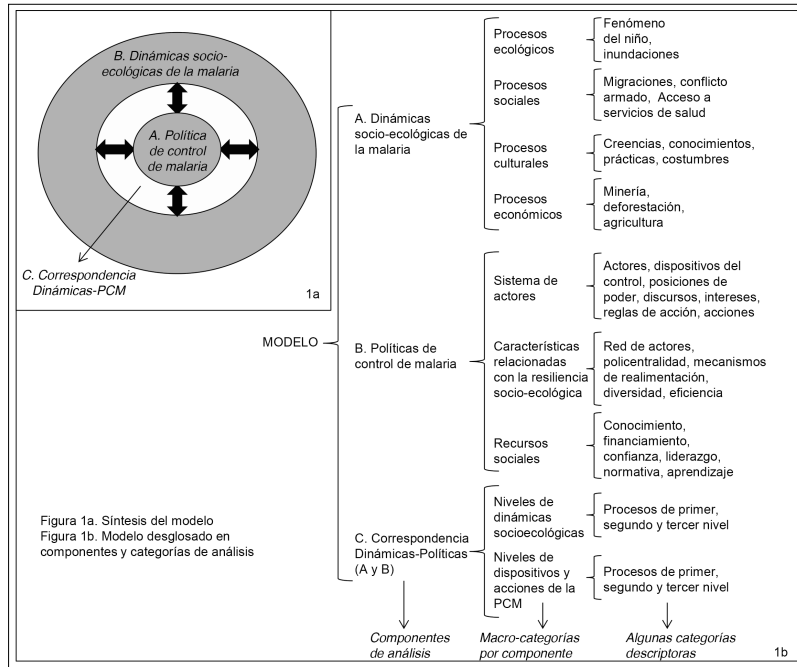 B. Dinámicas socio-
ecológicas de la malaria
A. Política
de control
de malaria
C. Correspondencia
Dinámicas-PCM
1a
MODELO
A. Dinámicas
socio-ecológicas de
la malaria
Procesos
ecológicos
Fenómeno
del niño,
inundaciones
Procesos
sociales
Migraciones, conflicto
armado, Acceso a
servicios de salud
Procesos
culturales
Creencias, conocimientos,
prácticas, costumbres
Procesos
económicos
Minería,
deforestación,
agricultura
B. Políticas de
control de malaria
Sistema de
actores
Actores, dispositivos del
control, posiciones de
poder, discursos, intereses,
reglas de acción, acciones
Características
relacionadas
con la resiliencia
socio-ecológica
Red de actores,
policentralidad, mecanismos
de realimentación,
diversidad, eficiencia
Recursos
sociales
Conocimiento,
financiamiento,
confianza, liderazgo,
normativa, aprendizaje
C. Correspondencia
Dinámicas-Políticas
(A y B)
Niveles de
dinámicas
socioecológicas
Procesos de primer,
segundo y tercer nivel
Niveles de
dispositivos y
acciones de la
PCM
Procesos de primer,
segundo y tercer nivel
Figura 1a. Síntesis del modelo
Figura 1b. Modelo desglosado en
componentes y categorías de análisis
Componentes
de análisis
Macro-categorías
por componente
Algunas categorías
descriptoras
1b